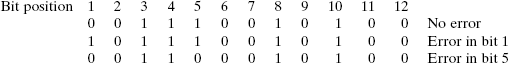 Bit position 1 2 3 4 5 6 7 8 9 10 11 12
0 0 1 1 1 0 0 1 0 1 0 0 No error
1 0 1 1 1 0 0 1 0 1 0 0 Error in bit 1
0 0 1 1 0 0 0 1 0 1 0 0 Error in bit 5